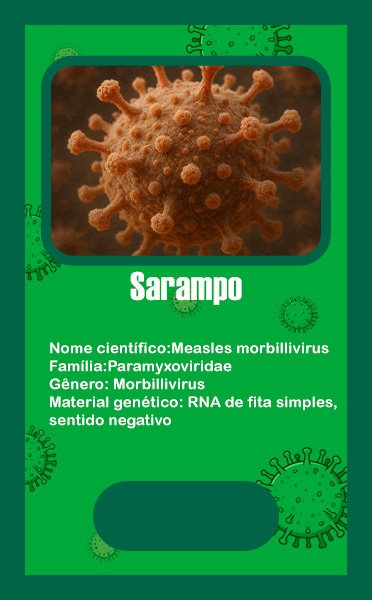 Sarampo
Nome científico:Measles morbillivirus
Família:Paramyxoviridae
Gênero: Morbillivirus
Material genético: RNA de fita simples,
sentido negativo